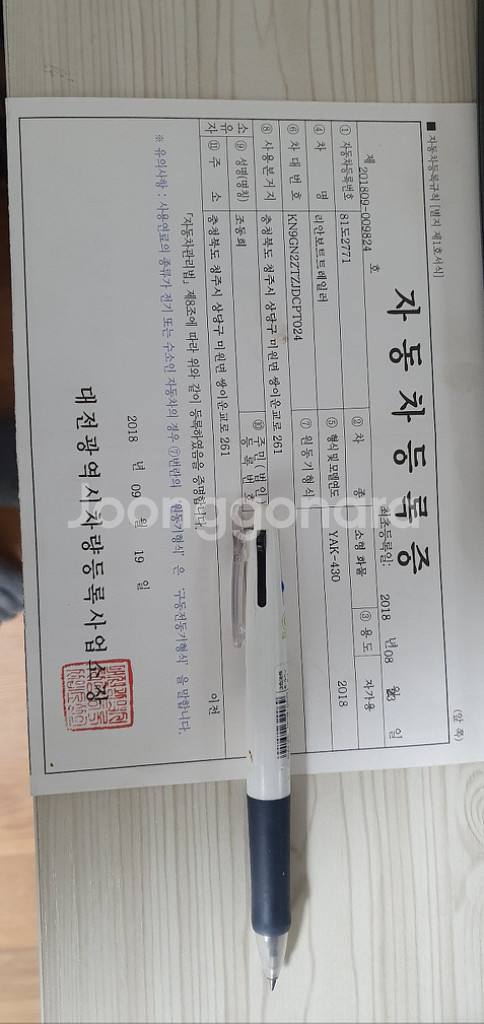 ■ 자동차등록규칙 [별지 제1호서식]
(앞 쪽)
자동차등록증
제 201809-009824 호
최초등록일: 2018 년 08 월 23 일
① 자동차등록번호 81도2771 ② 차 종 소형 화물 ③ 용 도 자가용
④ 차 명 리안보트트레일러 ⑤ 형식 및 모델연도 YAK-430 2018
⑥ 차 대 번 호 KN9GN2ZTZJDCPT024 ⑦ 원동기형식
⑧ 사용본거지 충청북도 청주시 상당구 미원면 쌍이운교로 261
소유자 ⑨ 성명(명칭) 조동희 ⑩ 주민(법인)등록번호
⑪ 주 소 충청북도 청주시 상당구 미원면 쌍이운교로 261
이전
「자동차관리법」 제8조에 따라 위와 같이 등록하였음을 증명합니다.
※ 유의사항 : 사용연료의 종류가 전기 또는 수소인 자동차의 경우 ⑦번란의 '원동기형식' 은 '구동전동기형식' 을 말합니다.
2018 년 09 월 19 일
대전광역시차량등록사업소장
Joonggonara